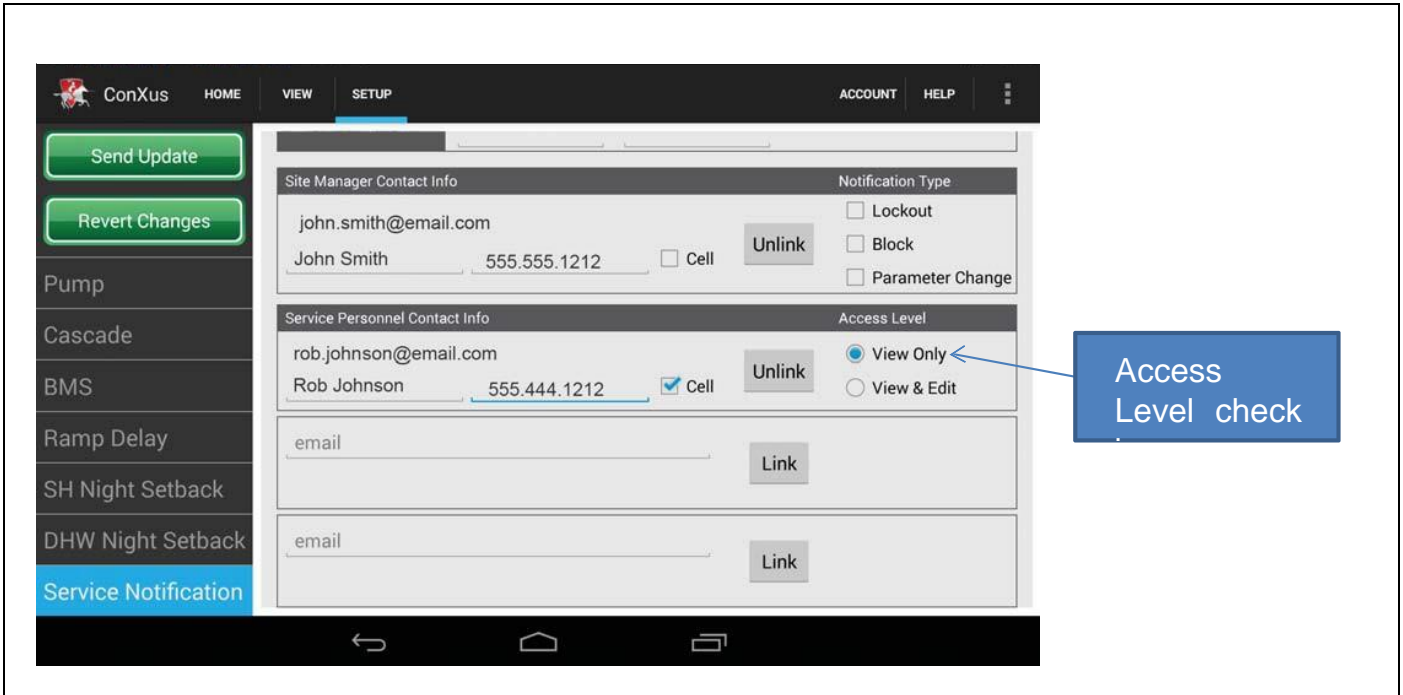 ConXus HOME VIEW SETUP ACCOUNT HELP
Send Update
Revert Changes
Pump
Cascade
BMS
Ramp Delay
SH Night Setback
DHW Night Setback
Service Notification
Site Manager Contact Info Notification Type
john.smith@email.com
John Smith 555.555.1212 Cell Unlink
Lockout
Block
Parameter Change
Service Personnel Contact Info Access Level
rob.johnson@email.com
Rob Johnson 555.444.1212 Cell Unlink
View Only
View & Edit
email
Link
email
Link
Access
Level check